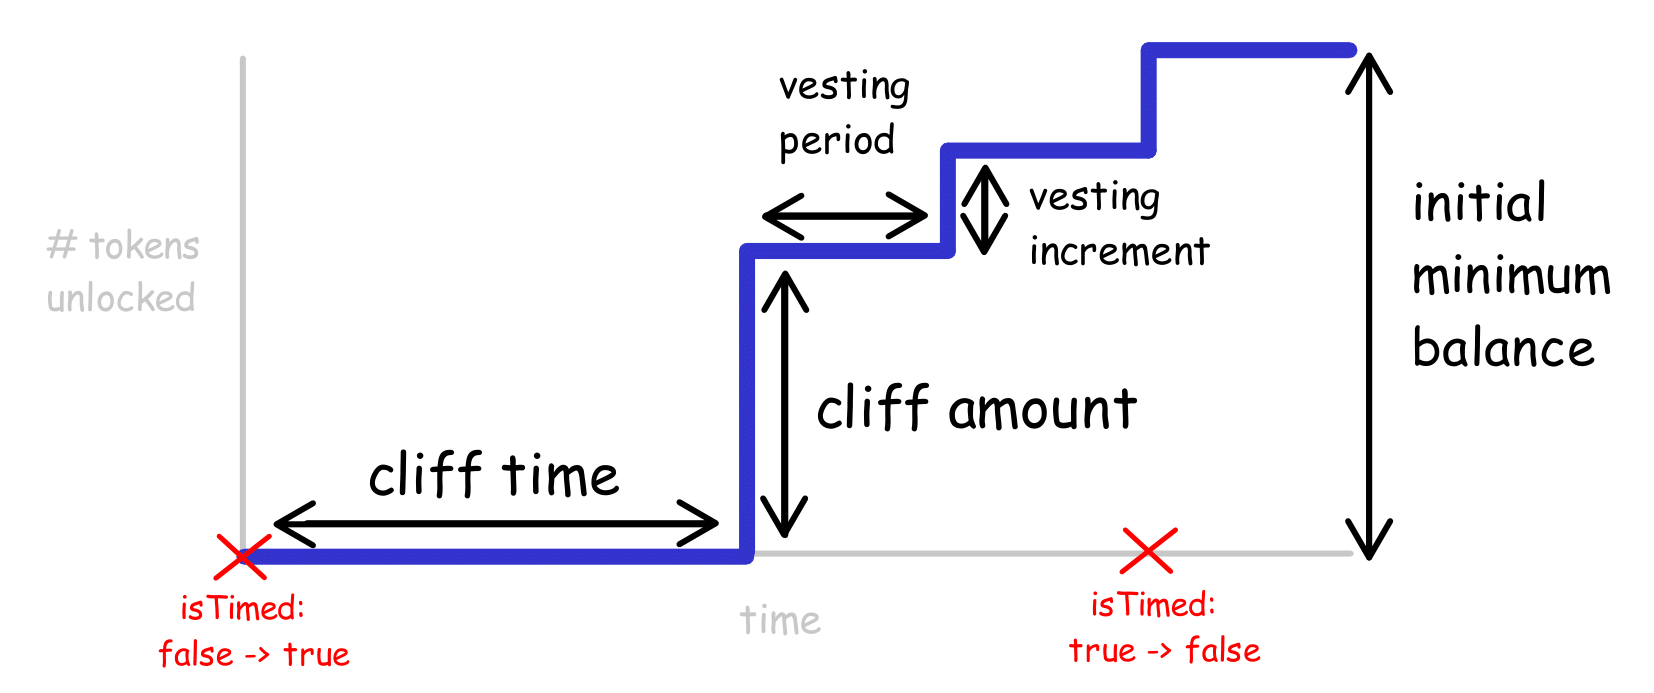 vesting
period
# tokens
unlocked
vesting
increment
initial
minimum
balance
cliff amount
cliff time
isTimed:
false -> true
time
isTimed:
true -> false